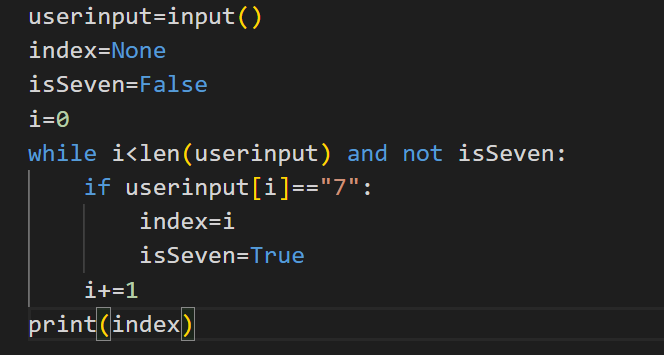 userinput=input()
index=None
isSeven=False
i=0
while i<len(userinput) and not isSeven:
    if userinput[i]=="7":
        index=i
        isSeven=True
    i+=1
print(index)